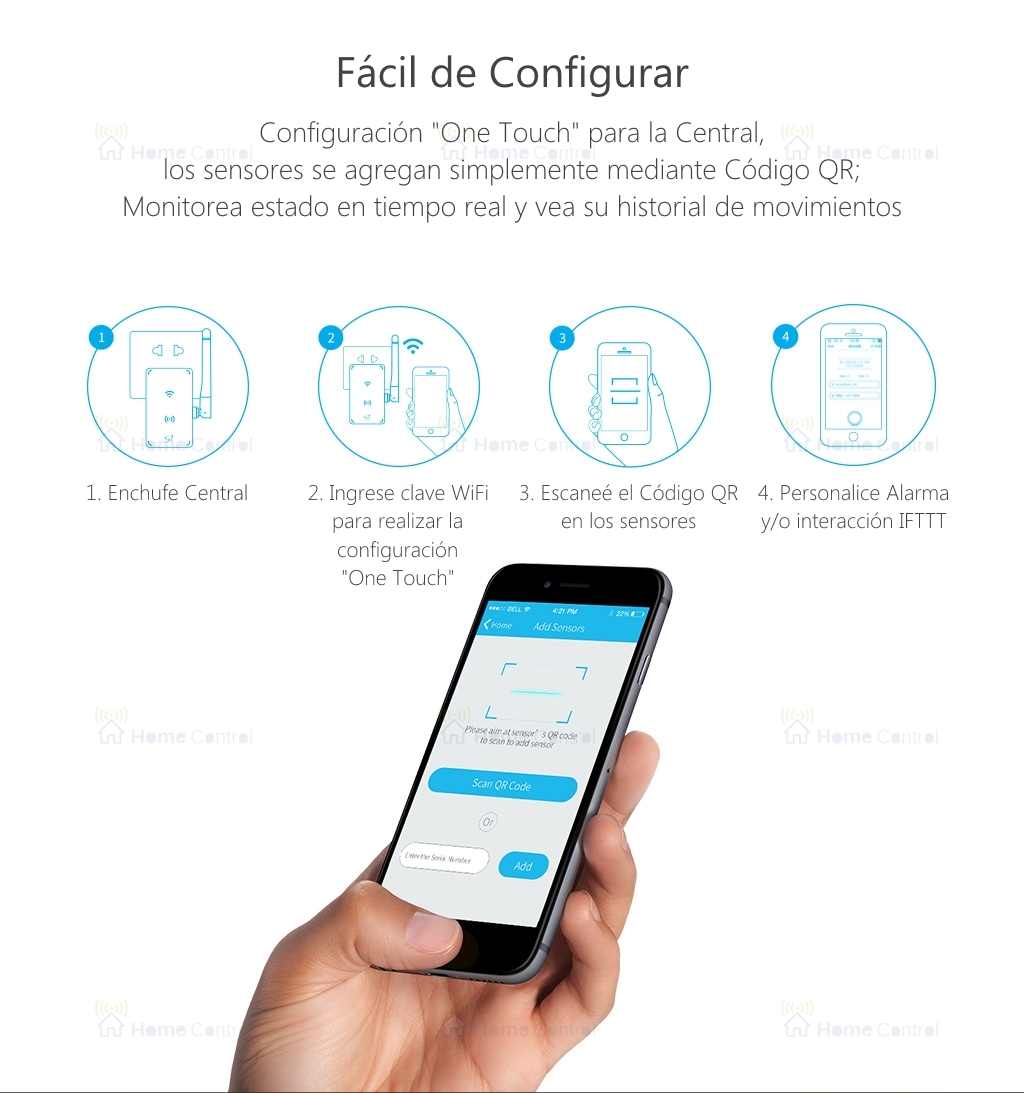 Fácil de Configurar
Configuración "One Touch" para la Central,
los sensores se agregan simplemente mediante Código QR;
Monitorea estado en tiempo real y vea su historial de movimientos
Home Control
Home Control
Home Control
1
2
3
4
Home Control
Home Control
Home Control
1. Enchufe Central
2. Ingrese clave WiFi
para realizar la
configuración
"One Touch"
3. Escaneé el Código QR
en los sensores
4. Personalice Alarma
y/o interacción IFTTT
BELL 4:21 PM 22%
Home Add Sensors
Please aim at sensor's QR code
to scan to add sensor
Scan QR Code
Or
Enter the Serial Number
Add
Home Control
Home Control
Home Control
Home Contr
Home Control
Home Control